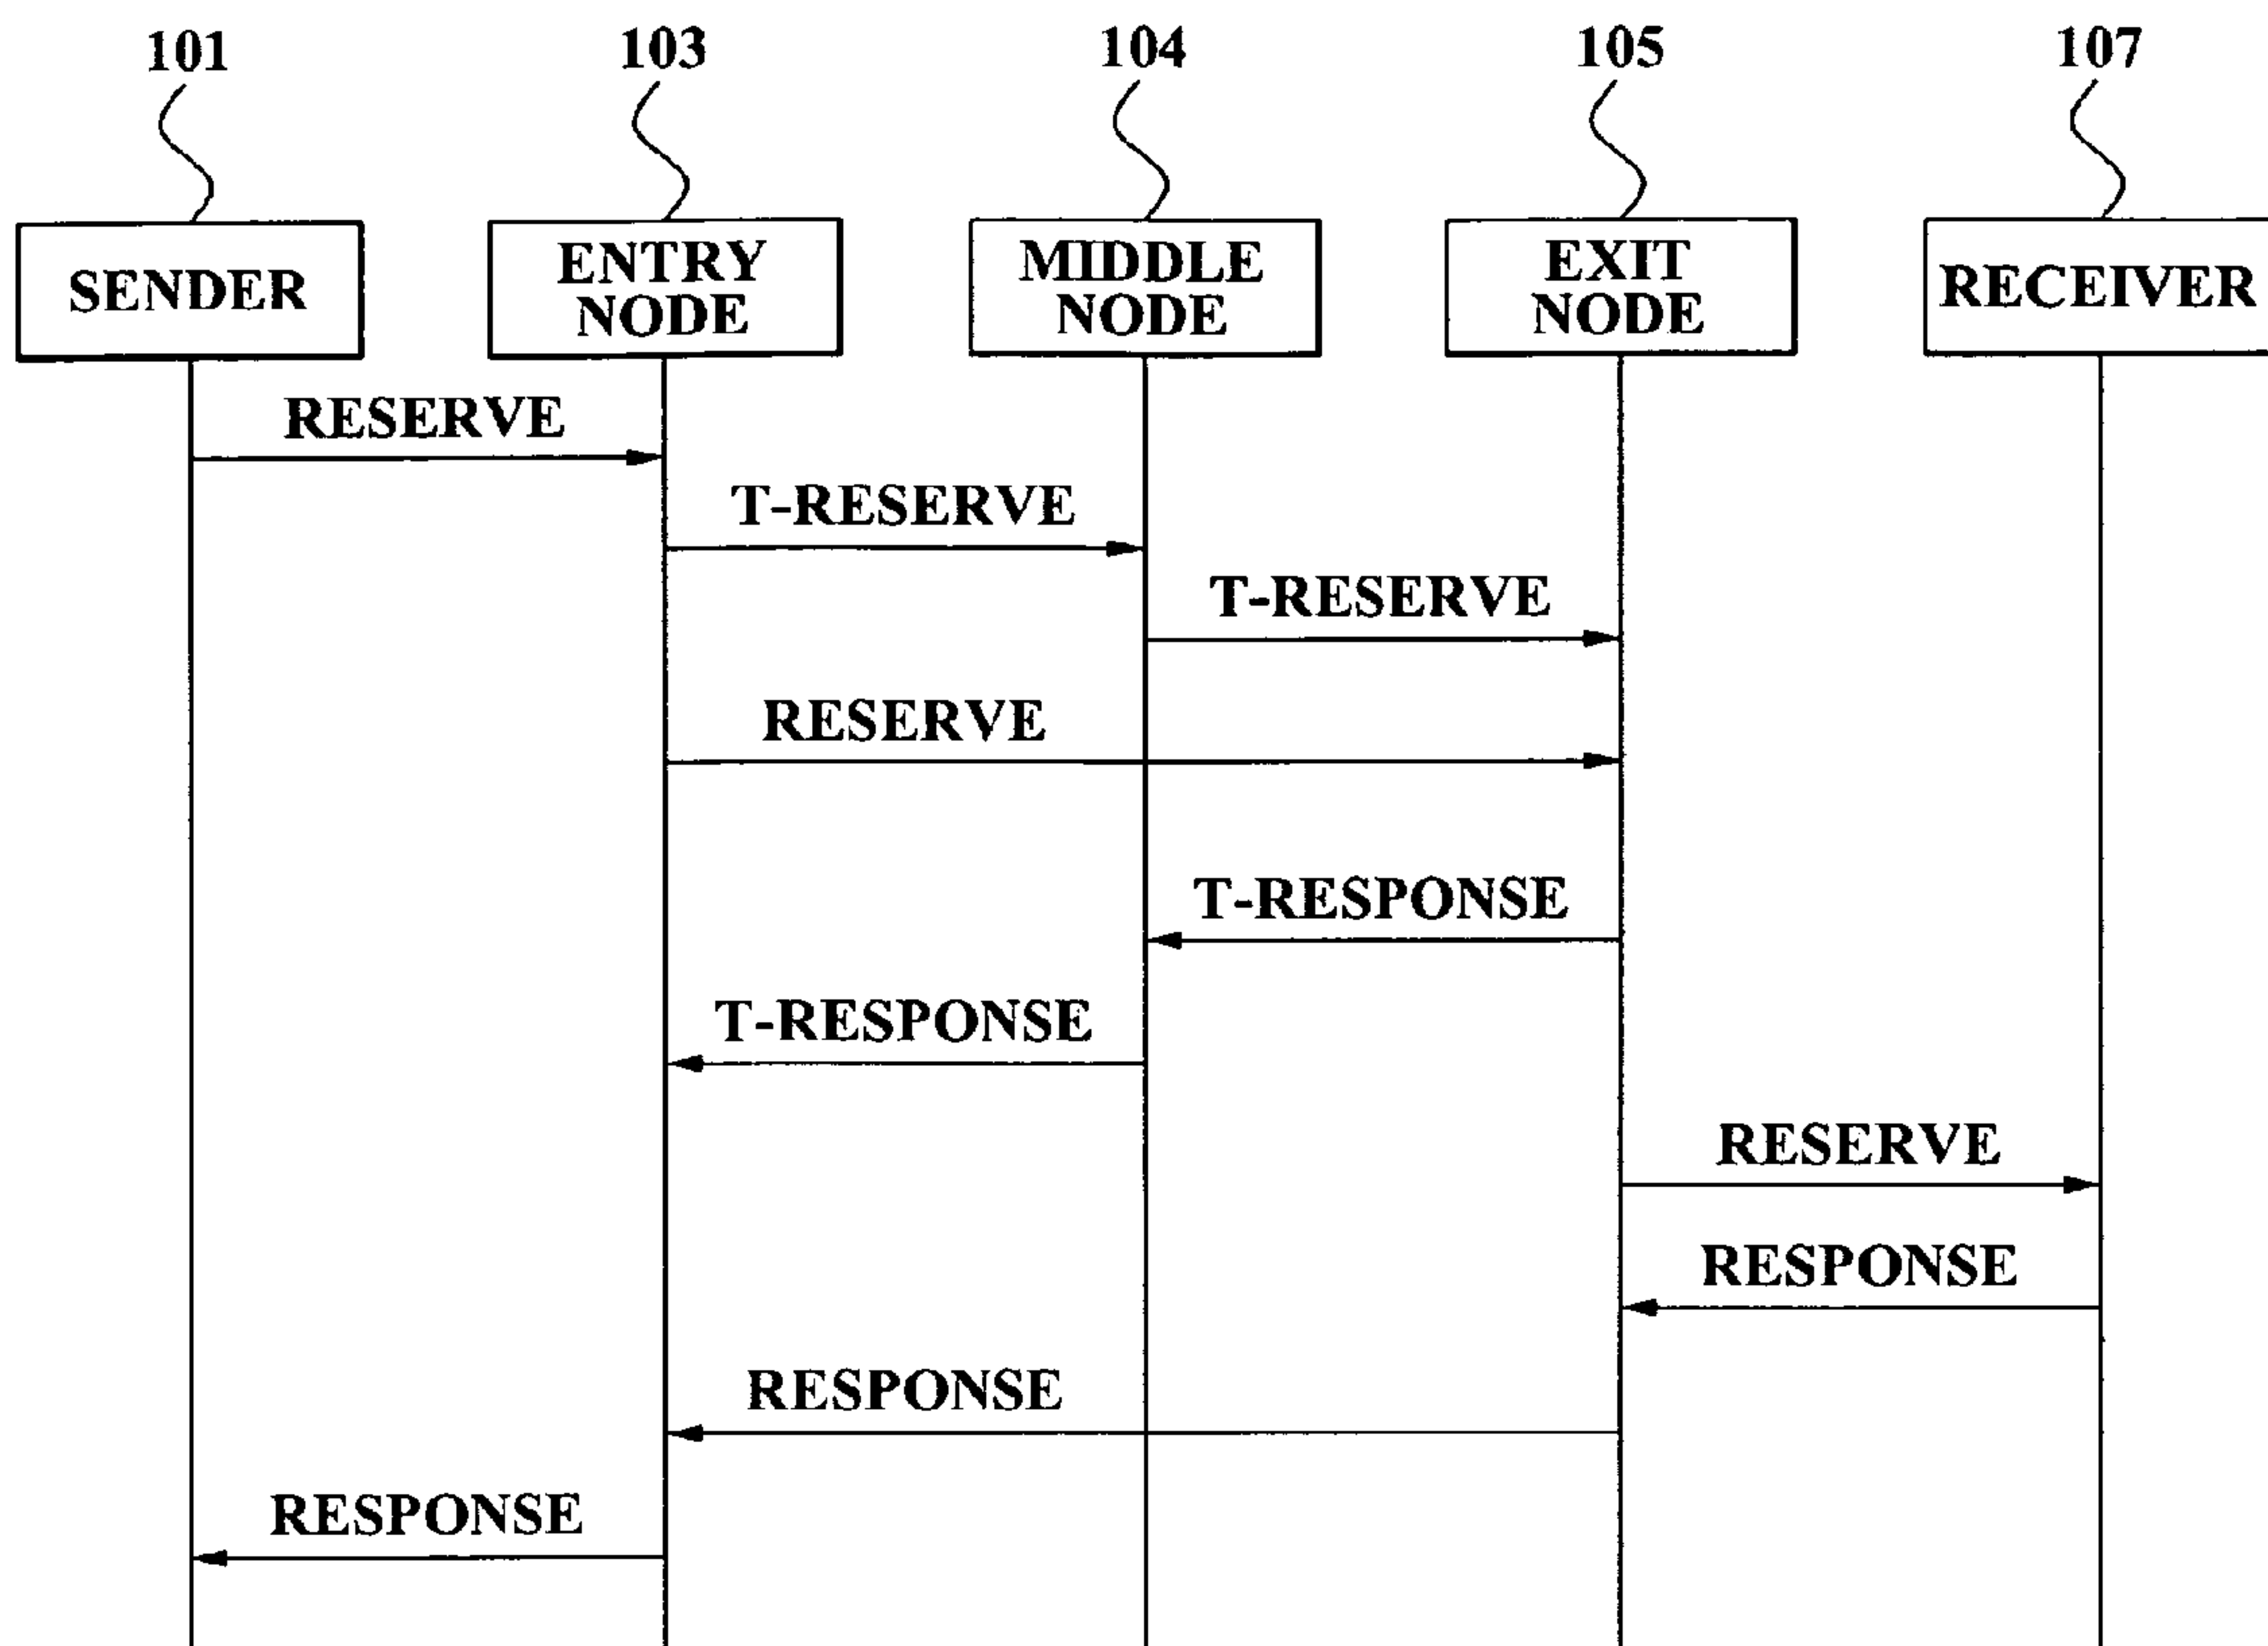 101
103
104
105
107
SENDER
ENTRY
NODE
MIDDLE
NODE
EXIT
NODE
RECEIVER
RESERVE
T-RESERVE
T-RESERVE
RESERVE
T-RESPONSE
T-RESPONSE
RESERVE
RESPONSE
RESPONSE
RESPONSE